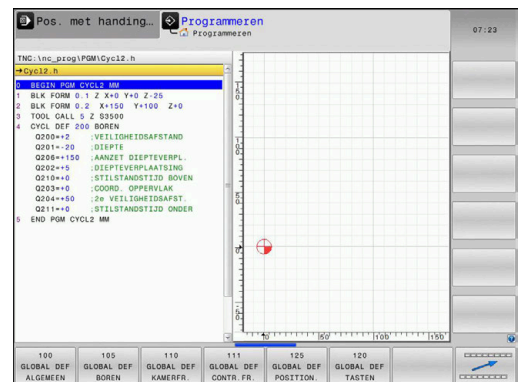 Pos. met handing…
Programmeren
Programmeren
07:23
TNC:\nc_prog\PGM\Cycl2.h
→Cycl2.h
0 BEGIN PGM CYCL2 MM
1 BLK FORM 0.1 Z X+0 Y+0 Z-25
2 BLK FORM 0.2 X+150 Y+100 Z+0
3 TOOL CALL 5 Z S3500
4 CYCL DEF 200 BOREN
Q200=+2 ;VEILIGHEIDSAFSTAND
Q201=-20 ;DIEPTE
Q206=+150 ;AANZET DIEPTEVERPL.
Q202=+5 ;DIEPTEVERPLAATSING
Q210=+0 ;STILSTANDSTIJD BOVEN
Q203=+0 ;COORD. OPPERVLAK
Q204=+50 ;2e VEILIGHEIDSAFST.
Q211=+0 ;STILSTANDSTIJD ONDER
5 END PGM CYCL2 MM
0 50 100 150
100 GLOBAL DEF ALGEMEEN
105 GLOBAL DEF BOREN
110 GLOBAL DEF KAMERFR.
111 GLOBAL DEF CONTR.FR.
125 GLOBAL DEF POSITION.
120 GLOBAL DEF TASTEN